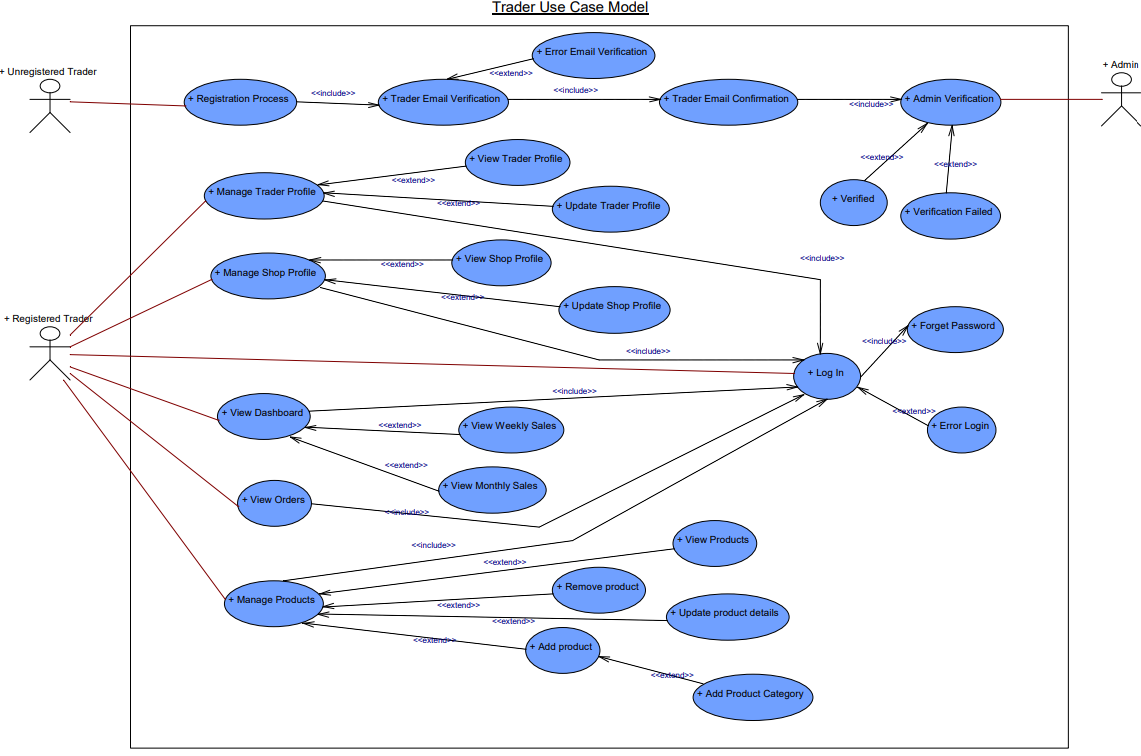 Trader Use Case Model
+ Error Email Verification
+ Unregistered Trader
+ Admin
<<extend>>
+ Registration Process
<<include>>
+ Trader Email Verification
<<include>>
+ Trader Email Confirmation
<<include>>
+ Admin Verification
+ View Trader Profile
<<extend>>
<<extend>>
<<extend>>
+ Manage Trader Profile
<<extend>>
+ Update Trader Profile
+ Verified
+ Verification Failed
<<include>>
+ View Shop Profile
<<extend>>
+ Manage Shop Profile
<<extend>>
+ Update Shop Profile
+ Registered Trader
+ Forget Password
<<include>>
<<include>>
+ Log In
<<include>>
+ View Dashboard
<<extend>>
+ View Weekly Sales
<<extend>>
+ Error Login
<<extend>>
+ View Monthly Sales
+ View Orders
<<include>>
<<include>>
+ View Products
<<extend>>
+ Remove product
+ Manage Products
<<extend>>
+ Update product details
<<extend>>
<<extend>>
+ Add product
<<extend>>
+ Add Product Category